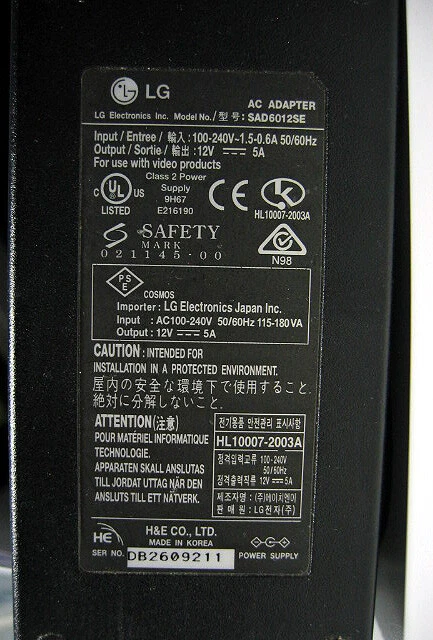 LG
AC ADAPTER
LG Electronics Inc. Model No./型号: SAD6012SE
Input / Entree / 輸入 : 100-240V~1.5-0.6A 50/60Hz
Output / Sortie / 輸出 : 12V 5A
For use with video products
C UL US
LISTED
Class 2 Power
Supply
9H67
E216190
CE
K
HL10007-2003A
S SAFETY
MARK
021145-00
N98
PS
E
COSMOS
Importer : LG Electronics Japan Inc.
Input : AC100-240V 50/60Hz 115-180VA
Output : 12V 5A
CAUTION : INTENDED FOR
INSTALLATION IN A PROTECTED ENVIRONMENT.
屋内の安全な環境下で使用すること.
絶対に分解しないこと.
ATTENTION(注意)
POUR MATÉRIEL INFORMATIQUE
TECHNOLOGIE.
APPARATEN SKALL ANSLUTAS
TILL JORDAT UTTAG NÄR DEN
ANSLUTS TILL ETT NÄTVERK.
전기용품 안전관리 표시사항
HL10007-2003A
정격입력교류 100-240V
50/60Hz
정격출력직류 12V 5A
제조자명 : (주)에이치엔이
판 매 원 : LG전자(주)
HE
H&E CO., LTD.
MADE IN KOREA
SER NO. DB2609211
POWER SUPPLY